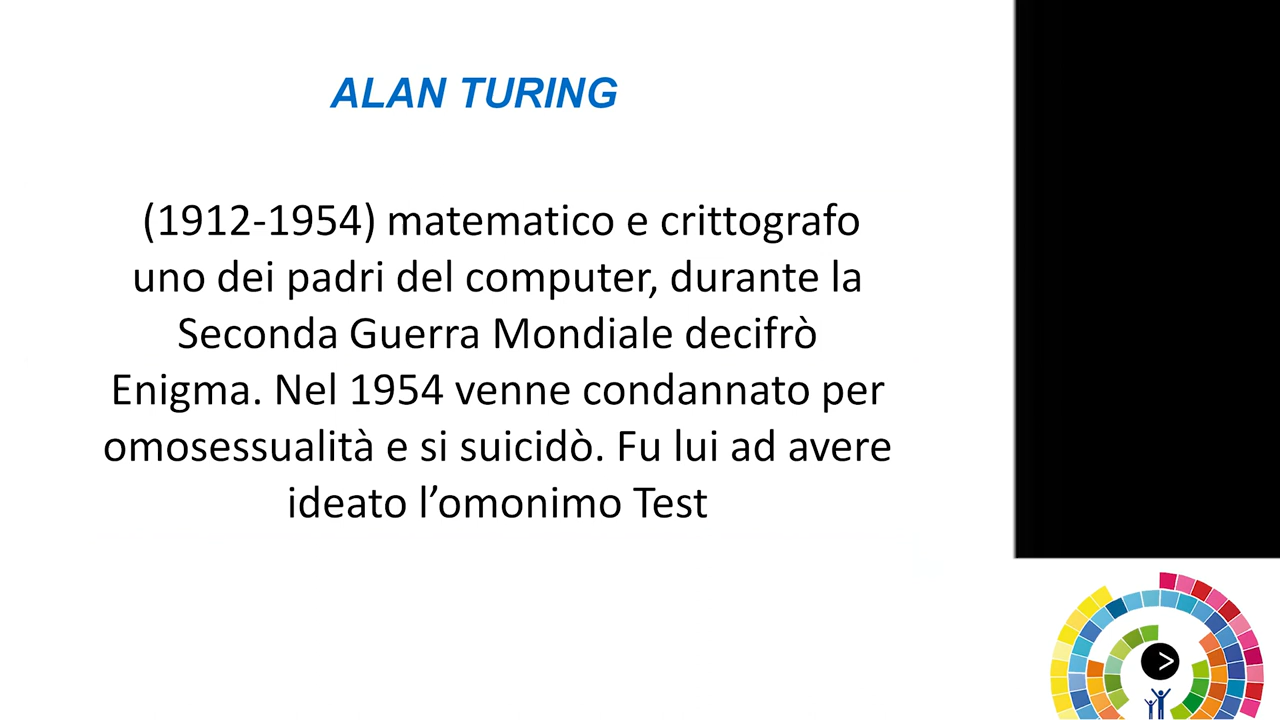 ALAN TURING
(1912-1954) matematico e crittografo
uno dei padri del computer, durante la
Seconda Guerra Mondiale decifrò
Enigma. Nel 1954 venne condannato per
omosessualità e si suicidò. Fu lui ad avere
ideato l’omonimo Test